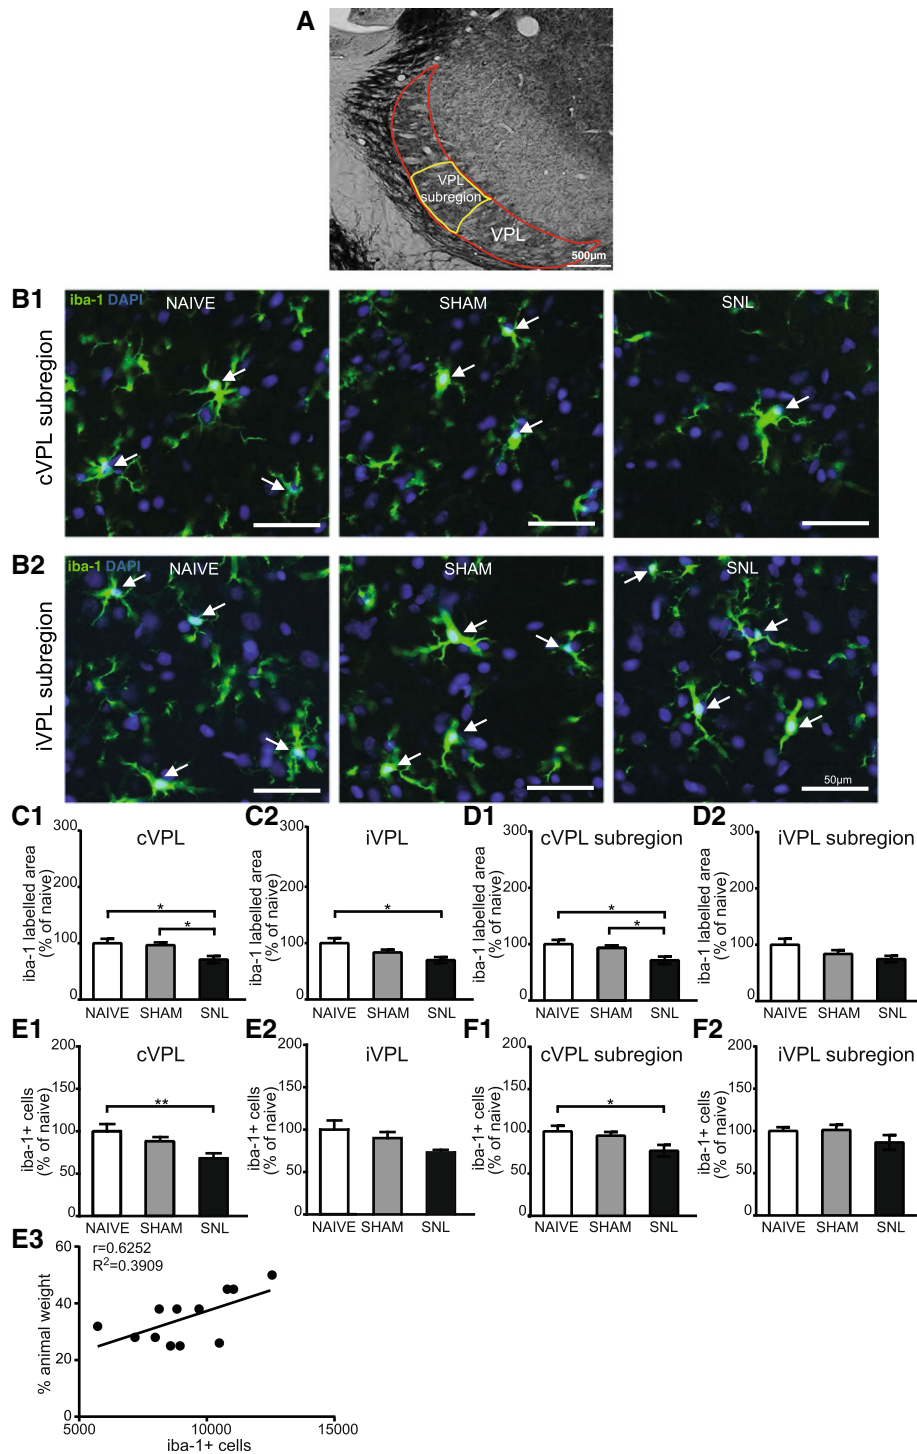 A
VPL
subregion
VPL
500µm
B1
iba-1 DAPI
NAIVE
SHAM
SNL
cVPL subregion
B2
iba-1 DAPI
NAIVE
SHAM
SNL
iVPL subregion
50µm
C1
cVPL
iba-1 labelled area
(% of naive)
300
200
100
0
*
*
NAIVE SHAM SNL
C2
iVPL
iba-1 labelled area
(% of naive)
300
200
100
0
*
NAIVE SHAM SNL
D1
cVPL subregion
iba-1 labelled area
(% of naive)
300
200
100
0
*
*
NAIVE SHAM SNL
D2
iVPL subregion
iba-1 labelled area
(% of naive)
300
200
100
0
NAIVE SHAM SNL
E1
cVPL
iba-1+ cells
(% of naive)
200
150
100
50
0
**
NAIVE SHAM SNL
E2
iVPL
iba-1+ cells
(% of naive)
200
150
100
50
0
NAIVE SHAM SNL
F1
cVPL subregion
iba-1+ cells
(% of naive)
200
150
100
50
0
*
NAIVE SHAM SNL
F2
iVPL subregion
iba-1+ cells
(% of naive)
200
150
100
50
0
NAIVE SHAM SNL
E3
r=0.6252
R²=0.3909
% animal weight
60
40
20
0
5000 10000 15000
iba-1+ cells